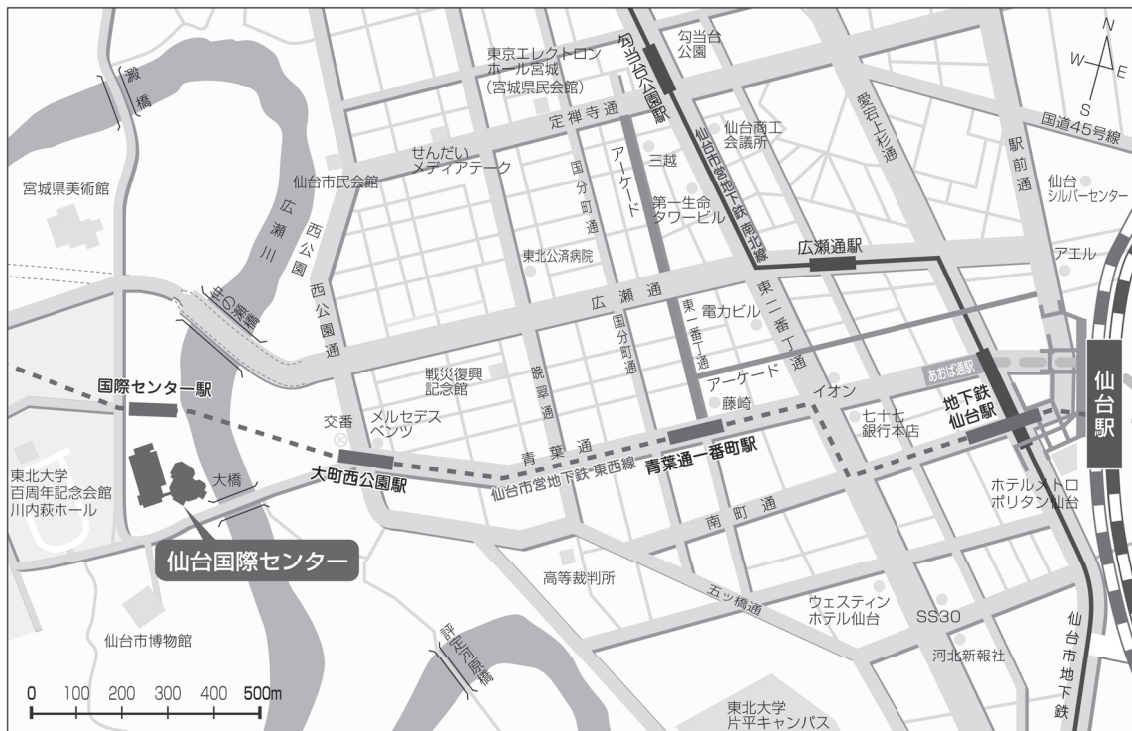 澱橋
宮城県美術館
広瀬川
仲の瀬橋
西公園
西公園通
仙台市民会館
東京エレクトロン
ホール宮城
(宮城県民会館)
定禅寺通
せんだい
メディアテーク
国分町通
アーケード
勾当台公園駅
勾当台
公園
三越
仙台商工
会議所
第一生命
タワービル
仙台市営地下鉄 南北線
愛宕上杉通
駅前通
国道45号線
N
W
E
S
仙台
シルバーセンター
アエル
東北公済病院
広瀬通
広瀬通駅
国分町通
東二番丁通
電力ビル
東二番丁通
アーケード
藤崎
イオン
あおば通駅
地下鉄
仙台駅
仙台駅
七十七
銀行本店
戦災復興
記念館
晩翠通
国際センター駅
交番
メルセデス
ベンツ
大町西公園駅
青葉通
仙台市営地下鉄 東西線
青葉通一番町駅
南町通
ホテルメトロ
ポリタン仙台
東北大学
百周年記念会館
川内萩ホール
大橋
仙台国際センター
仙台市博物館
高等裁判所
五ッ橋通
評定河原橋
ウェスティン
ホテル仙台
SS30
河北新報社
仙台市地下鉄
東北大学
片平キャンパス
0 100 200 300 400 500m